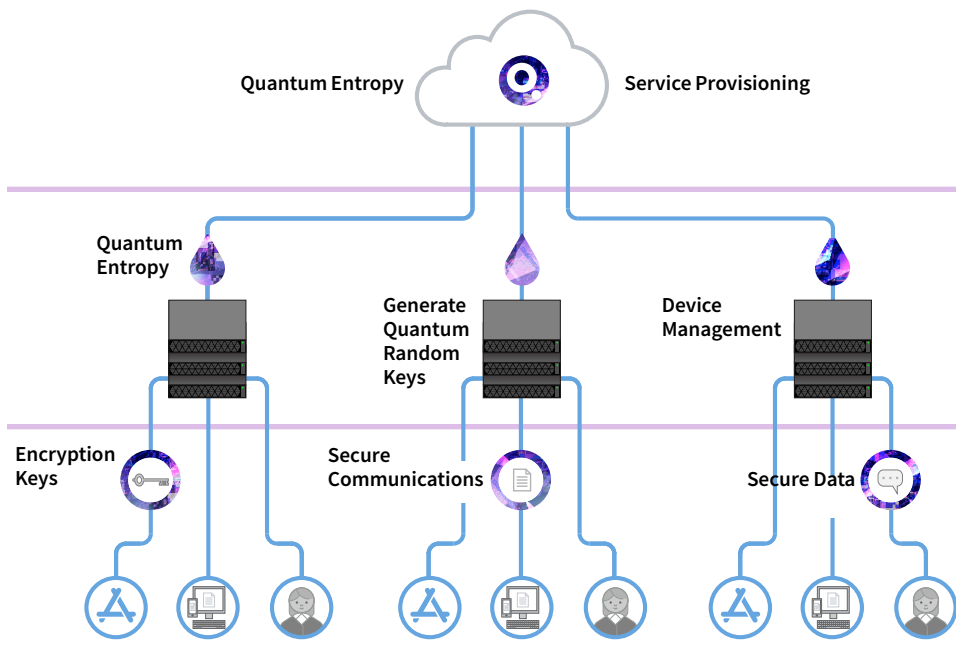 Quantum Entropy
Service Provisioning
Quantum
Entropy
Generate
Quantum
Random
Keys
Device
Management
Encryption
Keys
Secure
Communications
Secure Data